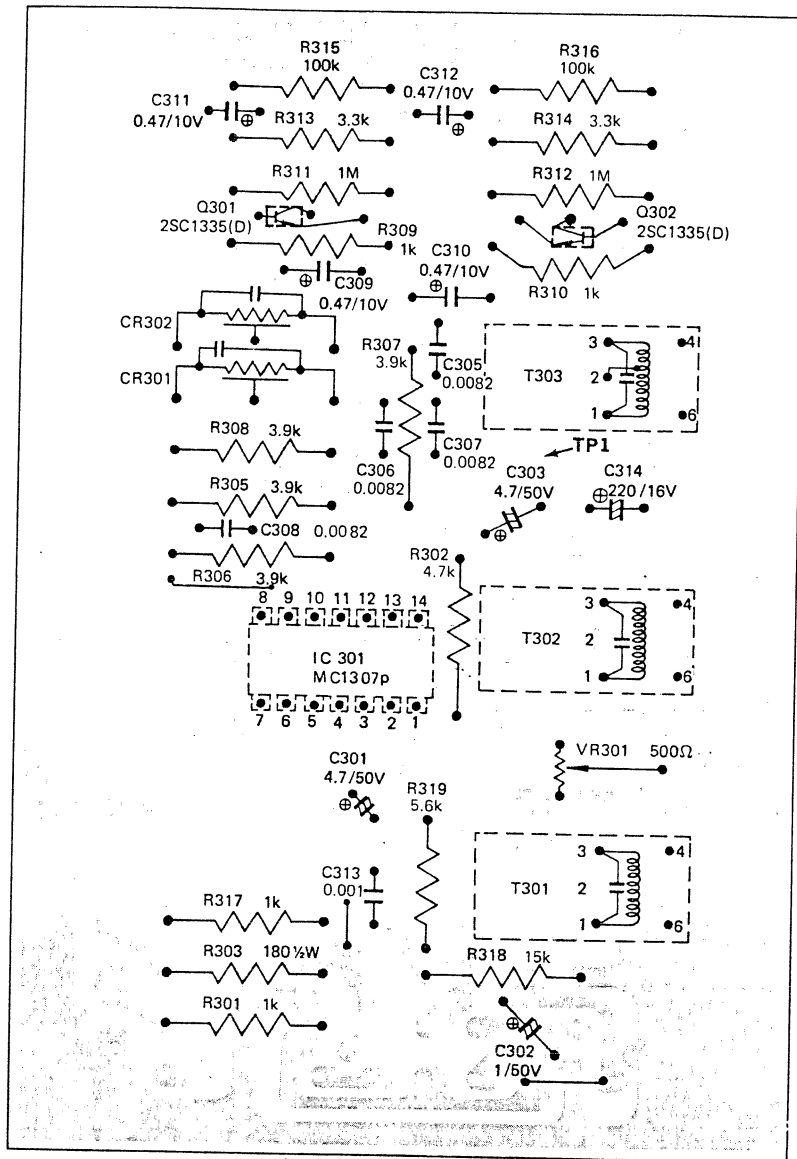 R315
100k
R316
100k
C312
0.47/10V
C311
0.47/10V
R313 3.3k
R314 3.3k
R311 1M
R312 1M
Q301
2SC1335(D)
Q302
2SC1335(D)
R309
1k
C310
0.47/10V
C309
0.47/10V
R310 1k
CR302
R307
3.9k
C305
0.0082
CR301
3
4
T303
2
1
6
R308 3.9k
C306
0.0082
C307
0.0082
TP1
C303
4.7/50V
C314
220/16V
R305 3.9k
C308 0.0082
R306 3.9k
R302
4.7k
8 9 10 11 12 13 14
IC 301
MC1307p
7 6 5 4 3 2 1
3
4
T302
2
1
6
VR301 500Ω
C301
4.7/50V
R319
5.6k
3
4
T301
2
1
6
C313
0.001
R317 1k
R303 180 ½W
R318 15k
R301 1k
C302
1/50V